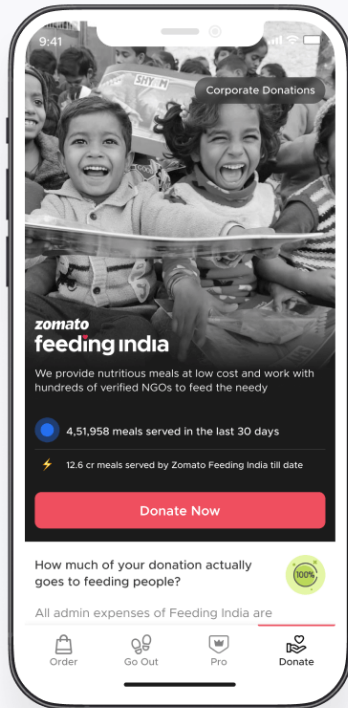 9:41
SHYAM
Corporate Donations
zomato
feeding india
We provide nutritious meals at low cost and work with
hundreds of verified NGOs to feed the needy
4,51,958 meals served in the last 30 days
12.6 cr meals served by Zomato Feeding India till date
Donate Now
How much of your donation actually
goes to feeding people?
100%
All admin expenses of Feeding India are
Order
Go Out
Pro
Donate